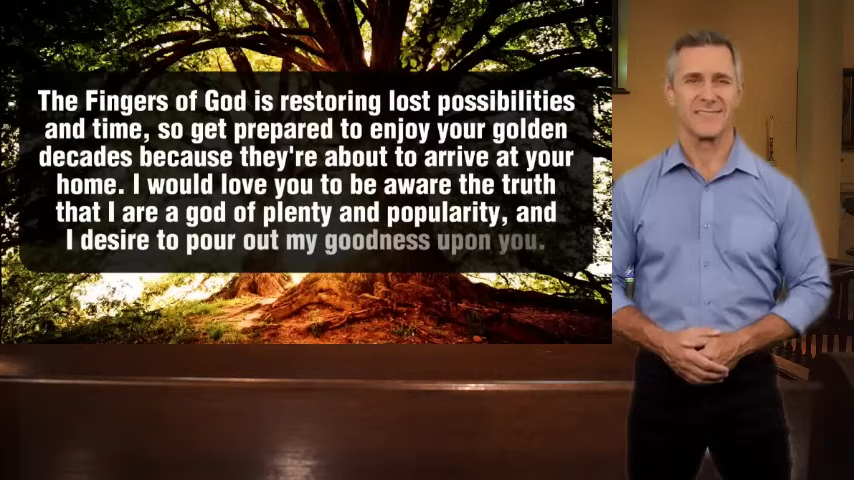 The Fingers of God is restoring lost possibilities
and time, so get prepared to enjoy your golden
decades because they're about to arrive at your
home. I would love you to be aware the truth
that I are a god of plenty and popularity, and
I desire to pour out my goodness upon you.